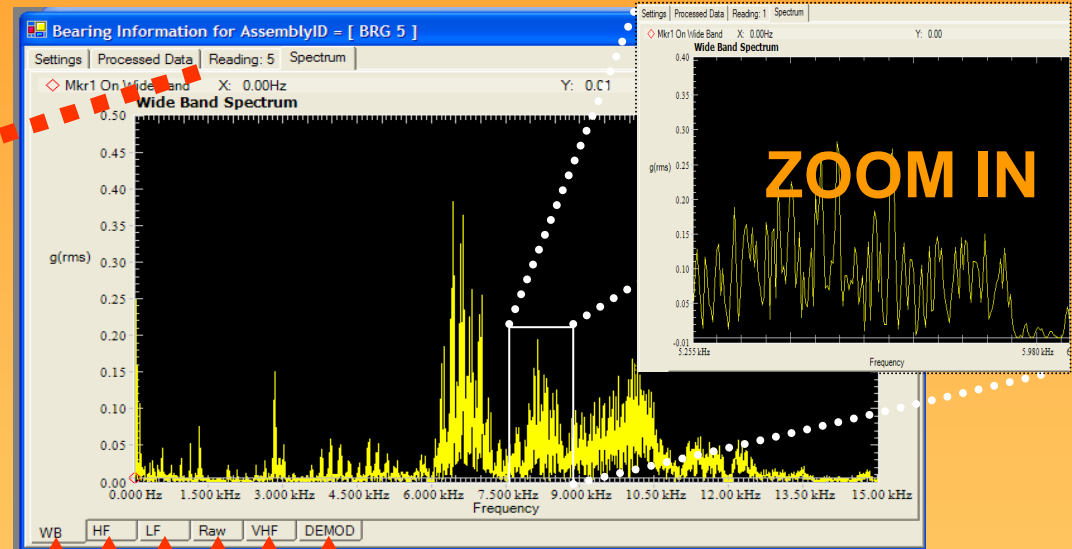 Bearing Information for AssemblyID = [ BRG 5 ]
Settings Processed Data Reading: 5 Spectrum
Mkr1 On Wide Band X: 0.00Hz Y: 0.01
Wide Band Spectrum
0.50
0.45
0.40
0.35
g(rms) 0.30
0.25
0.20
0.15
0.10
0.05
0.00
0.000 Hz 1.500 kHz 3.000 kHz 4.500 kHz 6.000 kHz 7.500 kHz 9.000 kHz 10.50 kHz 12.00 kHz 13.50 kHz 15.00 kHz
Frequency
WB HF LF Raw VHF DEMOD
Settings Processed Data Reading: 1 Spectrum
Mkr1 On Wide Band X: 0.00Hz Y: 0.00
Wide Band Spectrum
0.40
0.35
0.30
0.25
g(rms) 0.20
0.15
0.10
0.05
-0.01
5.255 kHz 5.980 kHz 6
Frequency
ZOOM IN